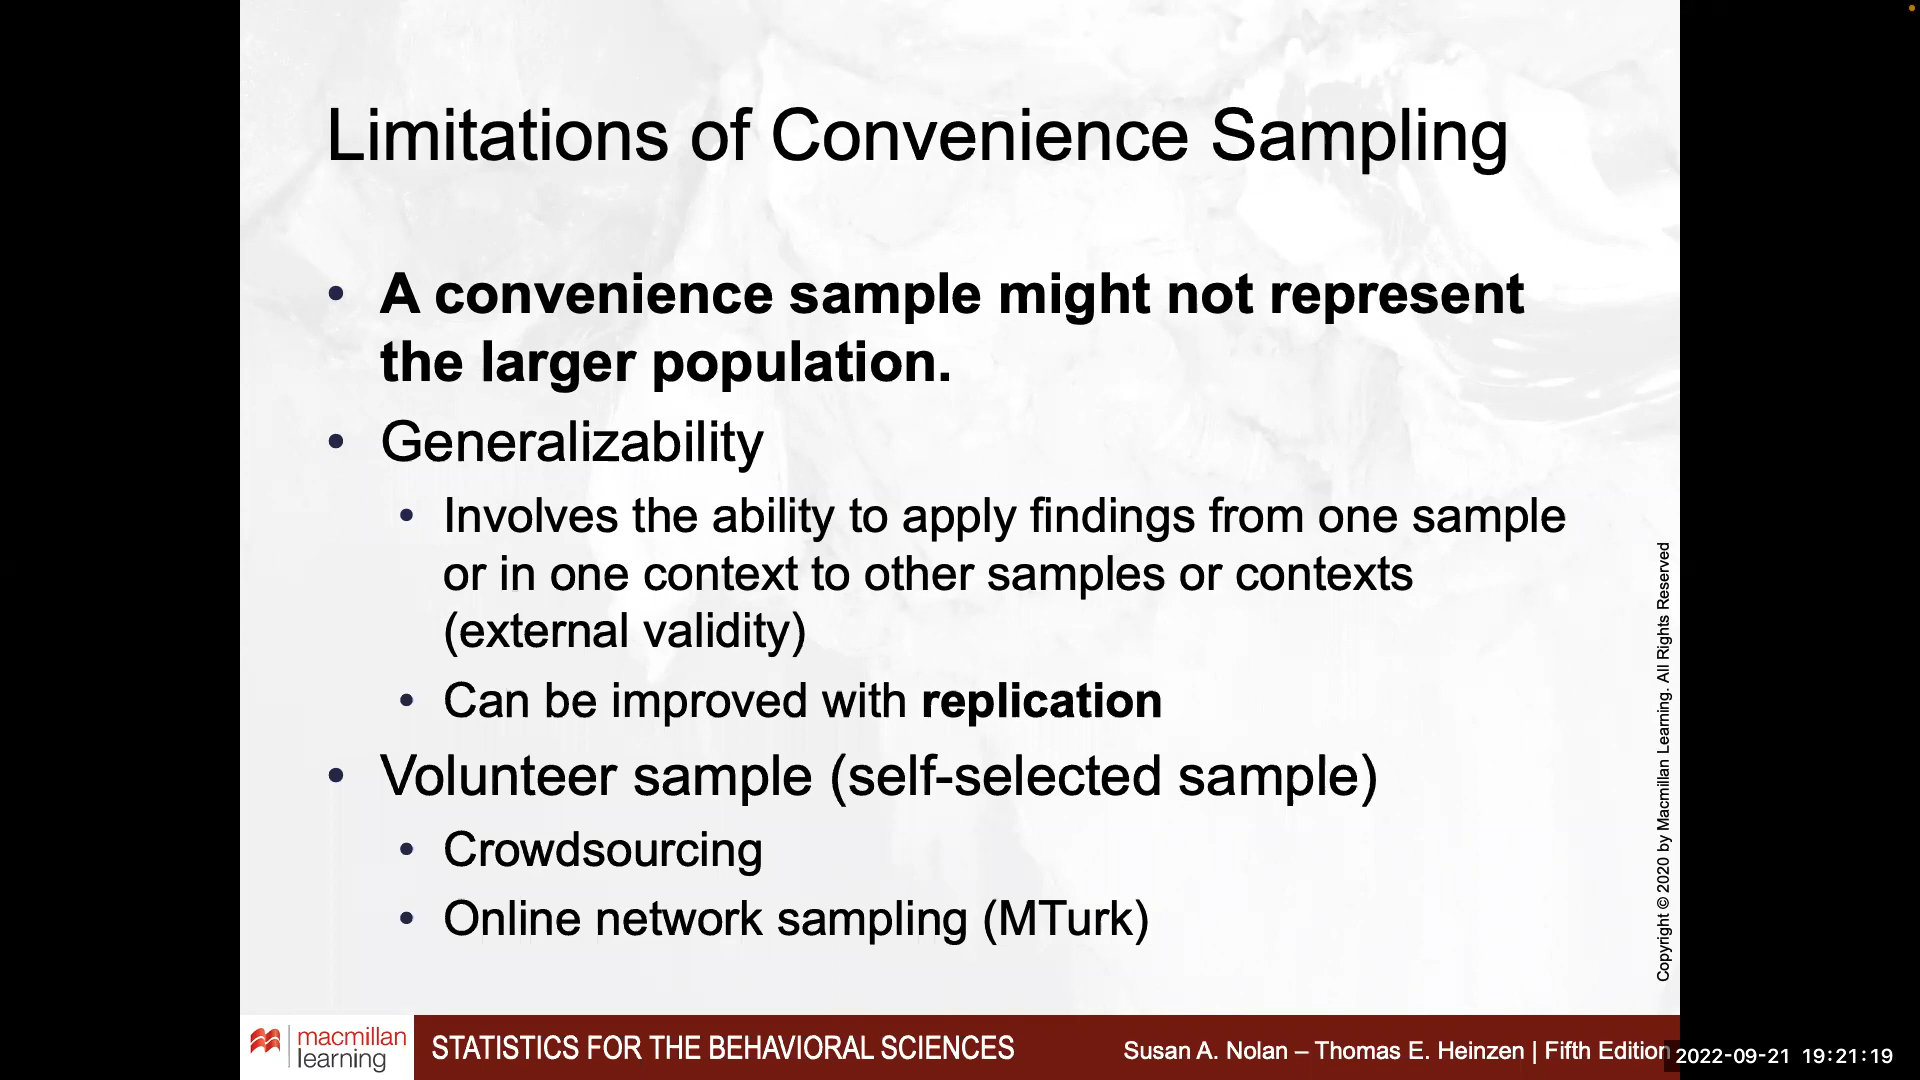 Limitations of Convenience Sampling
• A convenience sample might not represent
the larger population.
• Generalizability
• Involves the ability to apply findings from one sample
or in one context to other samples or contexts
(external validity)
• Can be improved with replication
• Volunteer sample (self-selected sample)
• Crowdsourcing
• Online network sampling (MTurk)
Copyright © 2020 by Macmillan Learning. All Rights Reserved
macmillan
learning
STATISTICS FOR THE BEHAVIORAL SCIENCES
Susan A. Nolan – Thomas E. Heinzen | Fifth Edition
2022-09-21 19:21:19